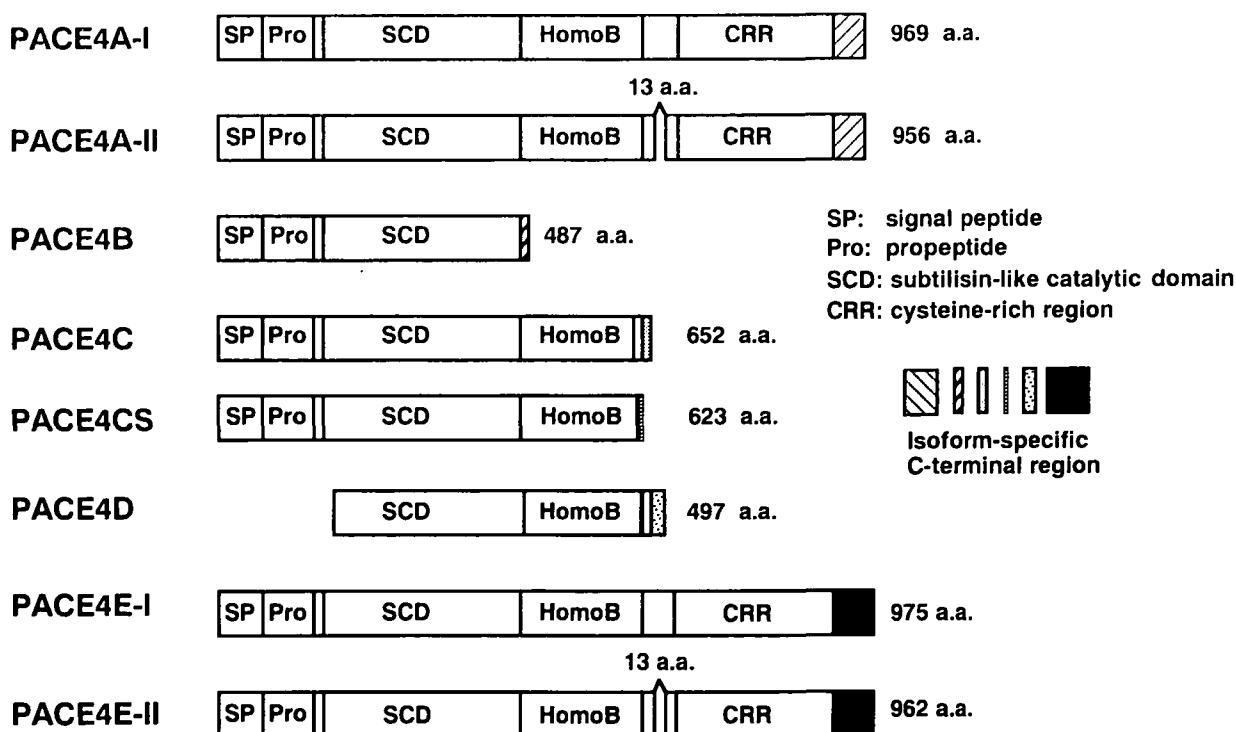 PACE4A-I SP Pro SCD HomoB CRR 969 a.a.
13 a.a.
PACE4A-II SP Pro SCD HomoB CRR 956 a.a.
PACE4B SP Pro SCD 487 a.a.
SP: signal peptide
Pro: propeptide
SCD: subtilisin-like catalytic domain
CRR: cysteine-rich region
PACE4C SP Pro SCD HomoB 652 a.a.
PACE4CS SP Pro SCD HomoB 623 a.a.
Isoform-specific
C-terminal region
PACE4D SCD HomoB 497 a.a.
PACE4E-I SP Pro SCD HomoB CRR 975 a.a.
13 a.a.
PACE4E-II SP Pro SCD HomoB CRR 962 a.a.